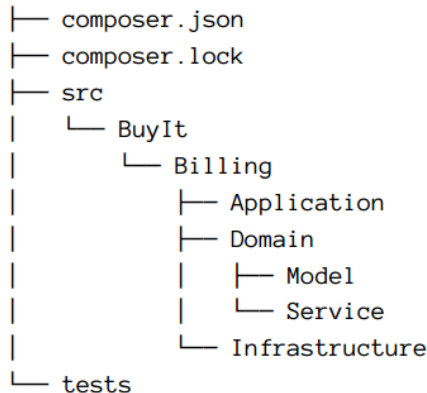 ├── composer.json
├── composer.lock
├── src
│   └── BuyIt
│       └── Billing
│           ├── Application
│           ├── Domain
│           │   ├── Model
│           │   └── Service
│           └── Infrastructure
└── tests